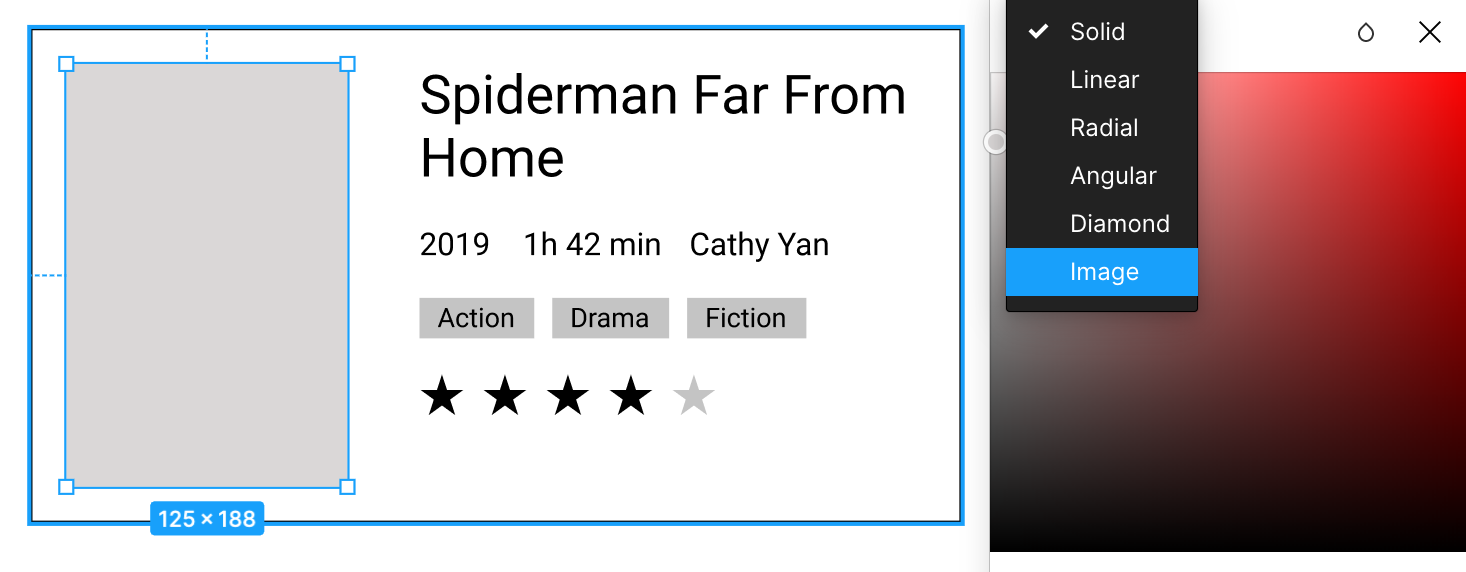 Spiderman Far From
Home
2019 1h 42 min Cathy Yan
Action Drama Fiction
125 × 188
Solid
Linear
Radial
Angular
Diamond
Image